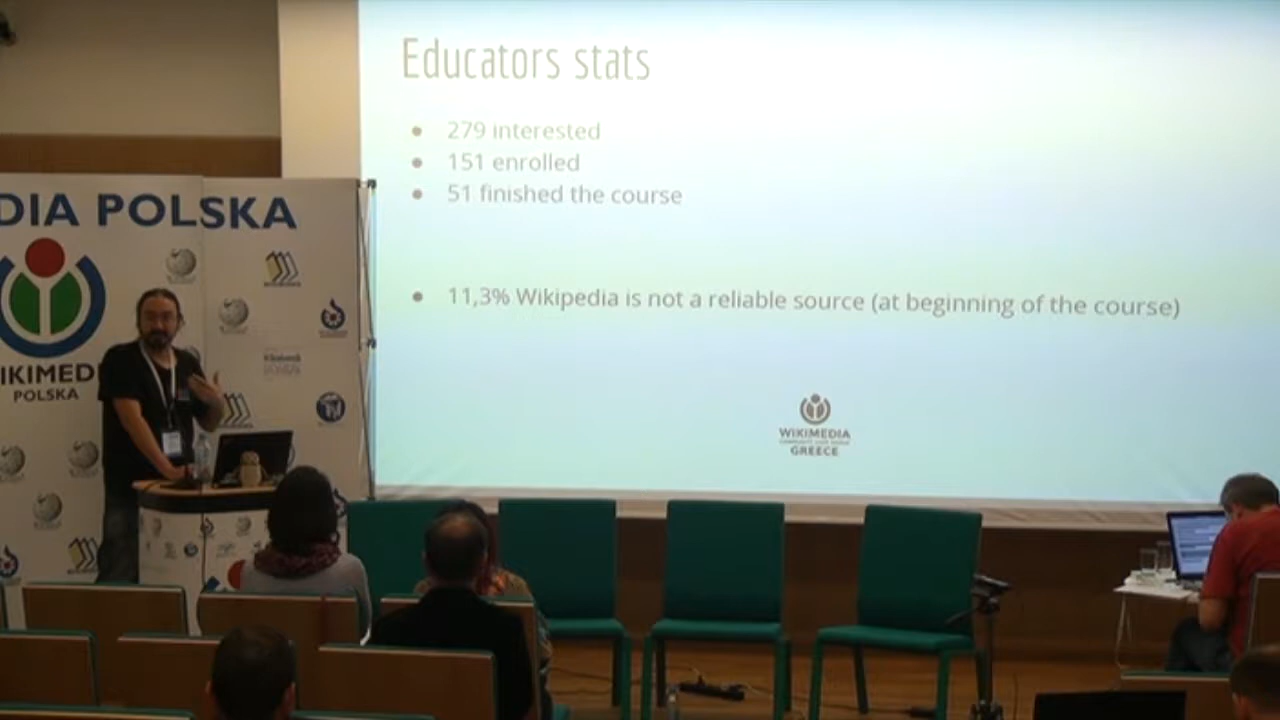 Educators stats
279 interested
151 enrolled
51 finished the course
11,3% Wikipedia is not a reliable source (at beginning of the course)
WIKIMEDIA
GREECE
DIA POLSKA
IKIMED
POLSKA